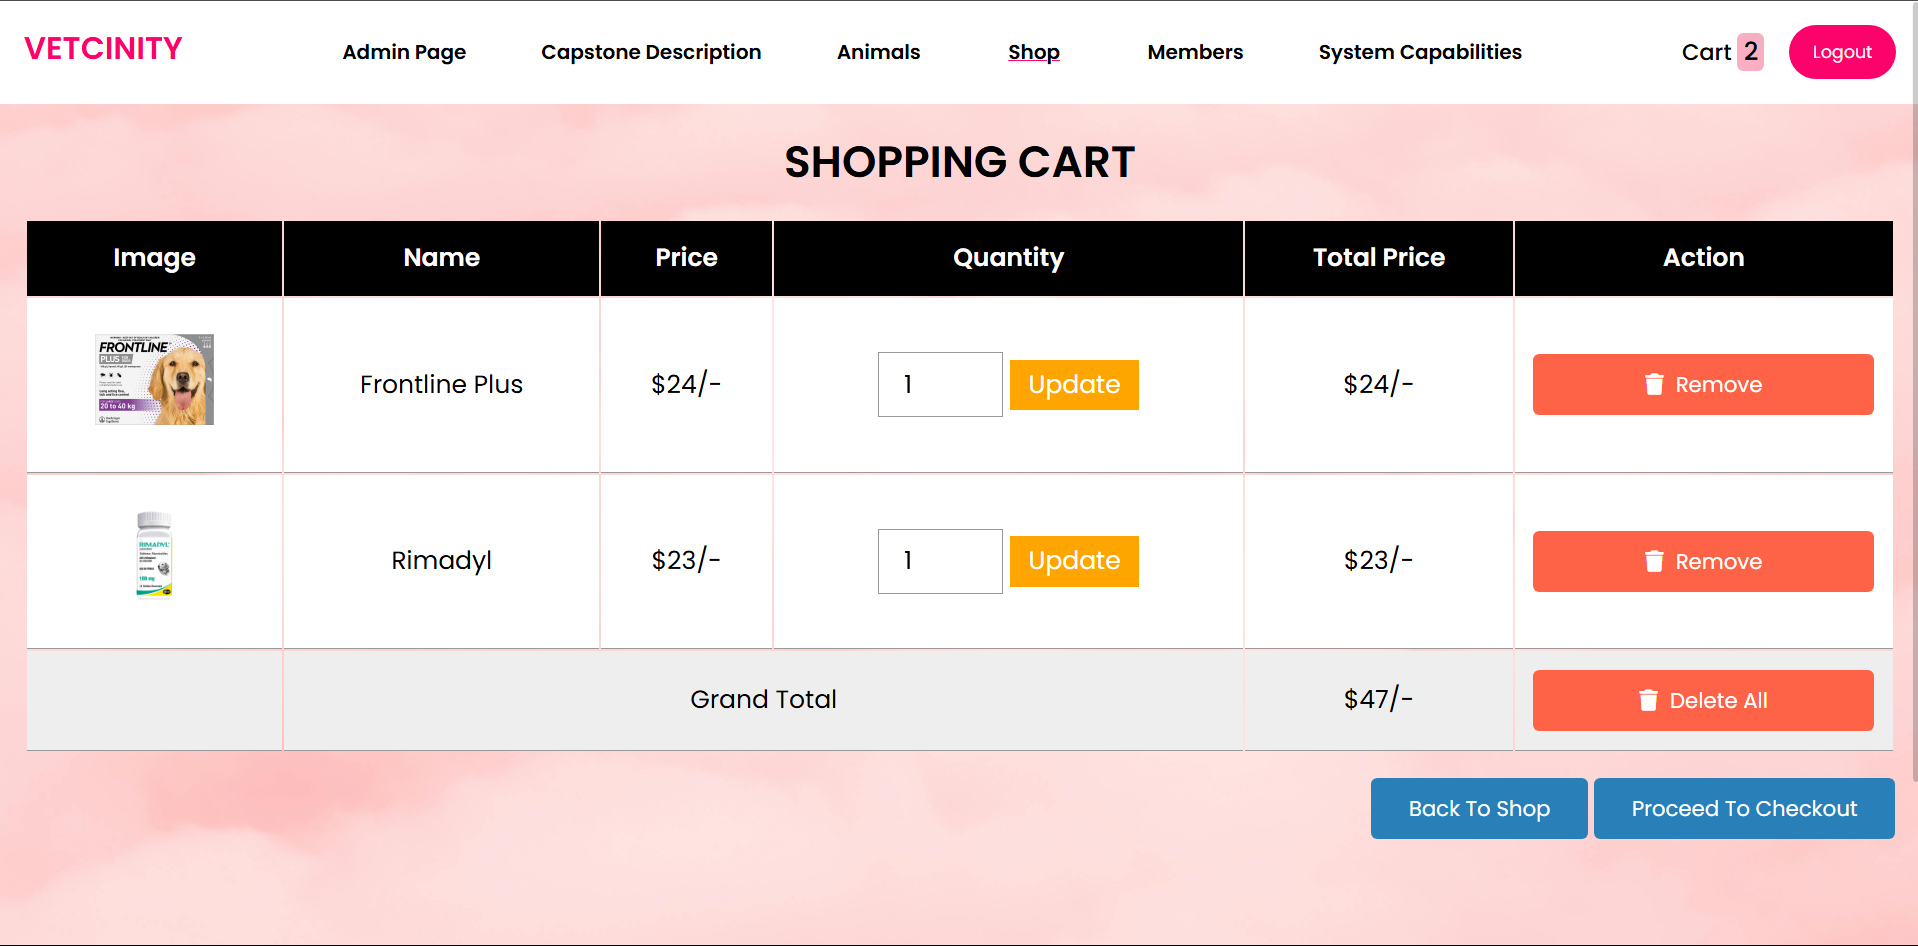 VETCINITY
Admin Page
Capstone Description
Animals
Shop
Members
System Capabilities
Cart 2
Logout
SHOPPING CART
Image Name Price Quantity Total Price Action
FRONTLINE
PLUS
20 to 40 kg
Frontline Plus $24/- 1 Update $24/- Remove
RIMADYL
100 mg
Rimadyl $23/- 1 Update $23/- Remove
Grand Total $47/- Delete All
Back To Shop
Proceed To Checkout